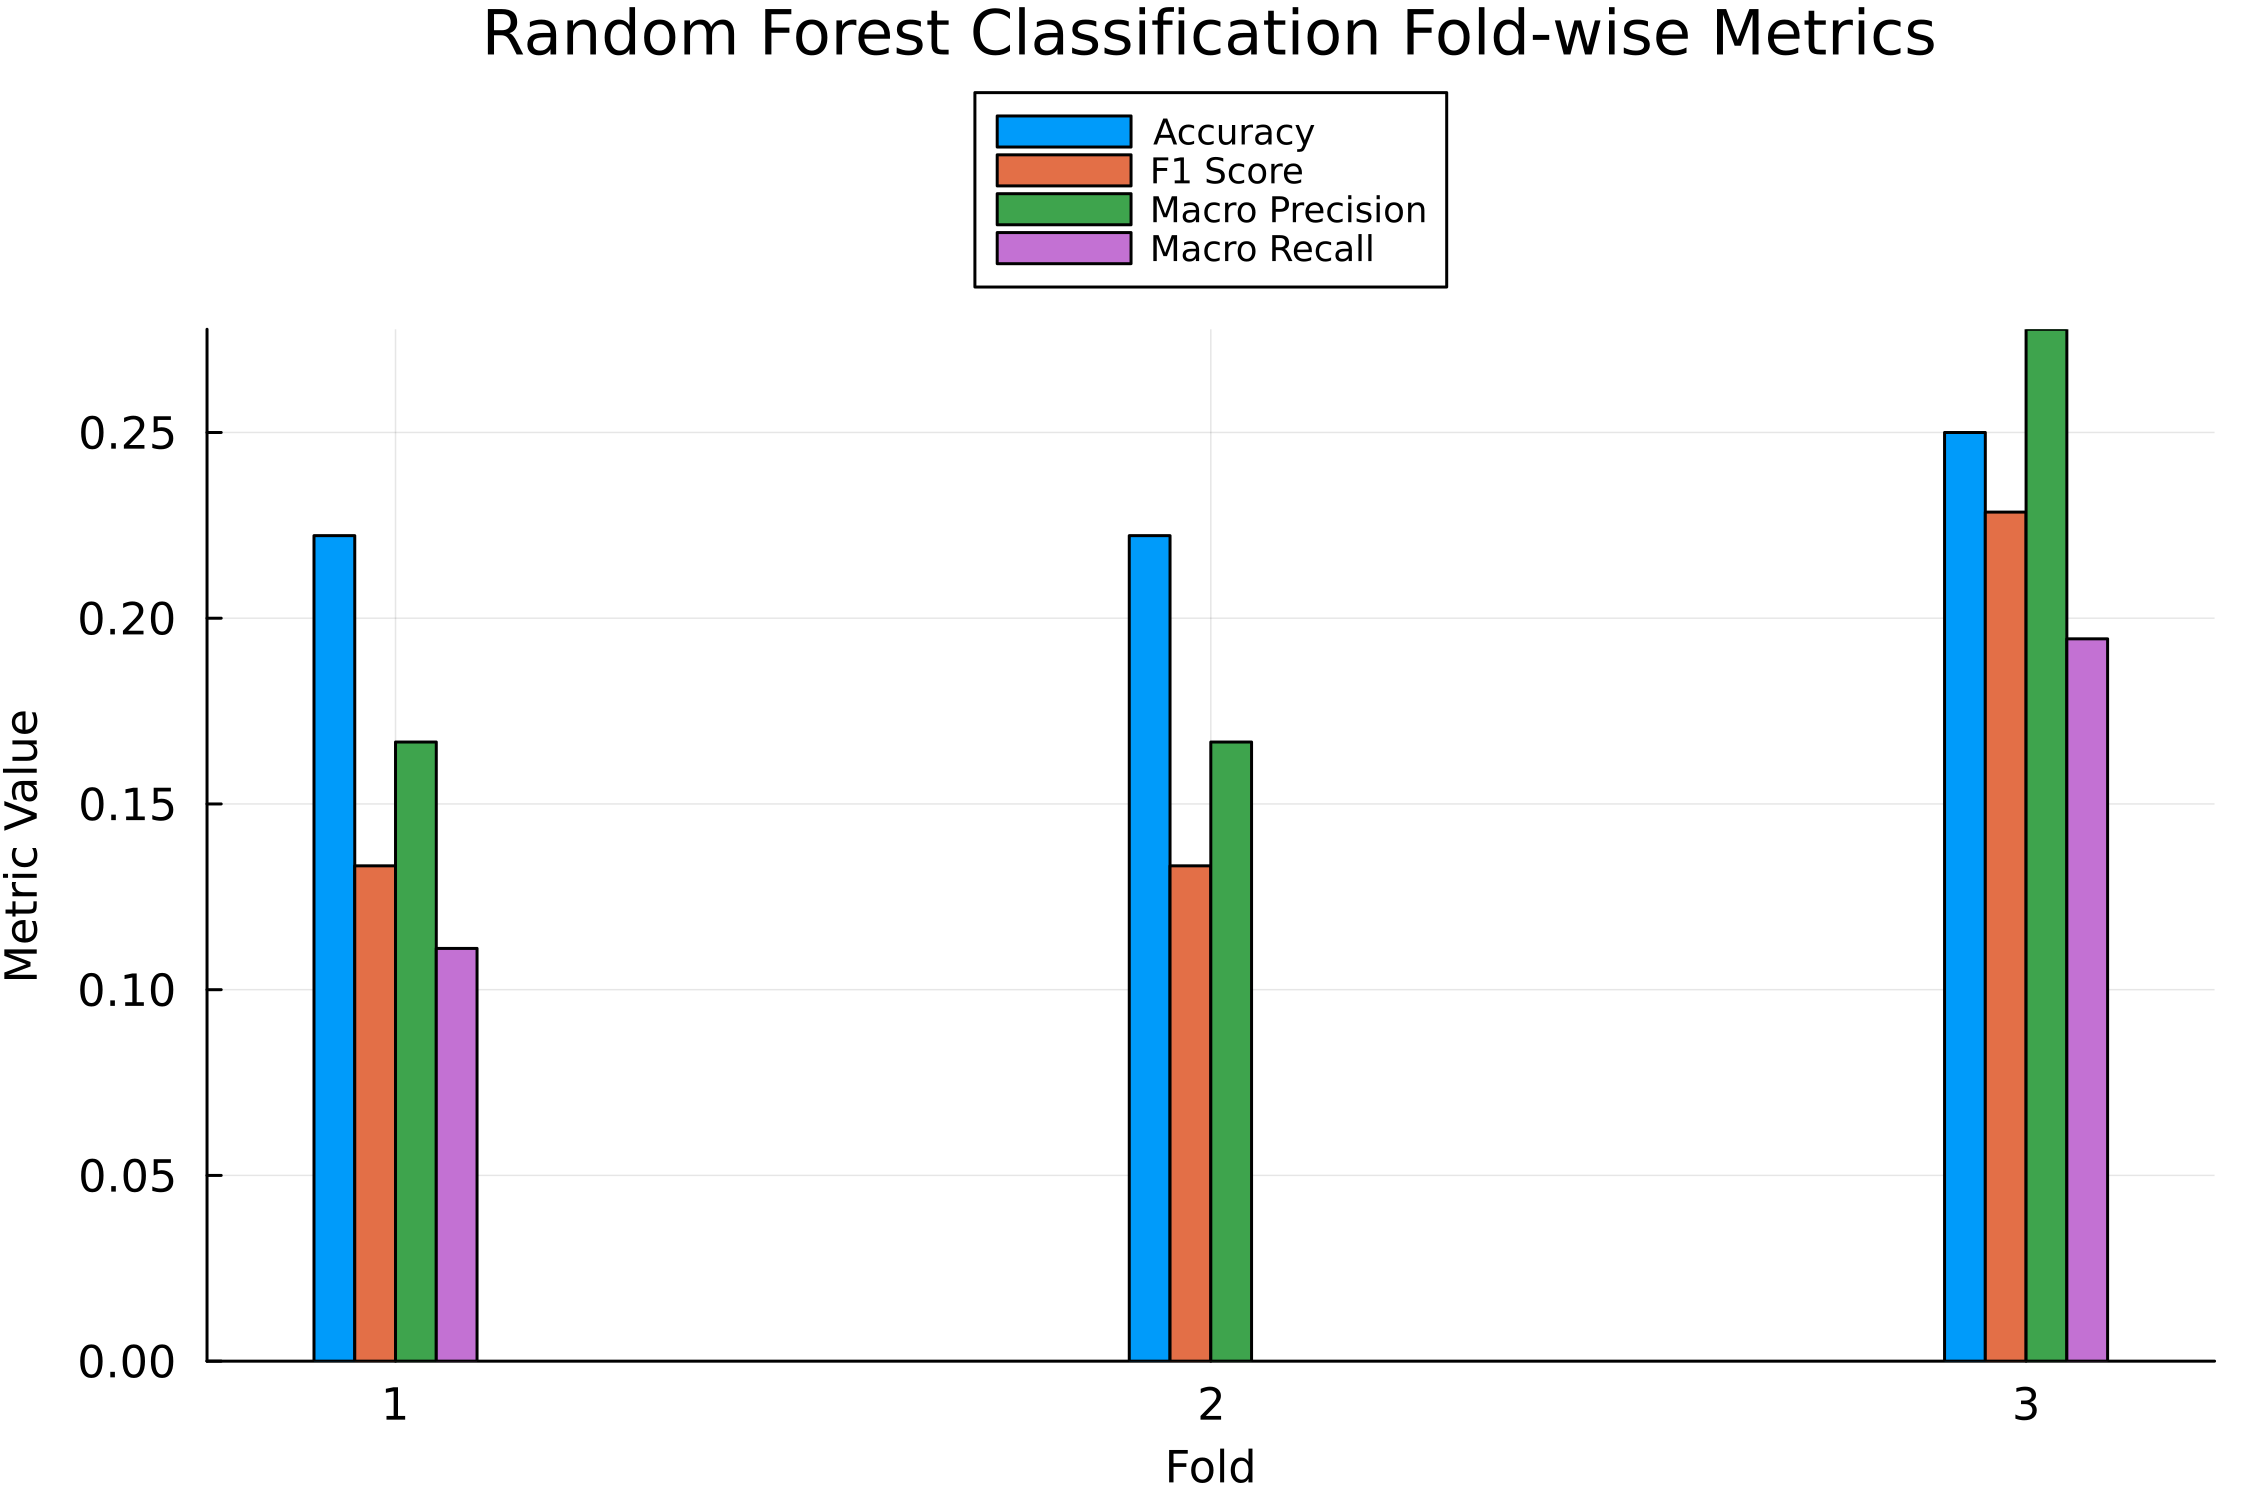 Random Forest Classification Fold-wise Metrics
Accuracy
F1 Score
Macro Precision
Macro Recall
0.25
0.20
0.15
0.10
0.05
0.00
Metric Value
1 2 3
Fold